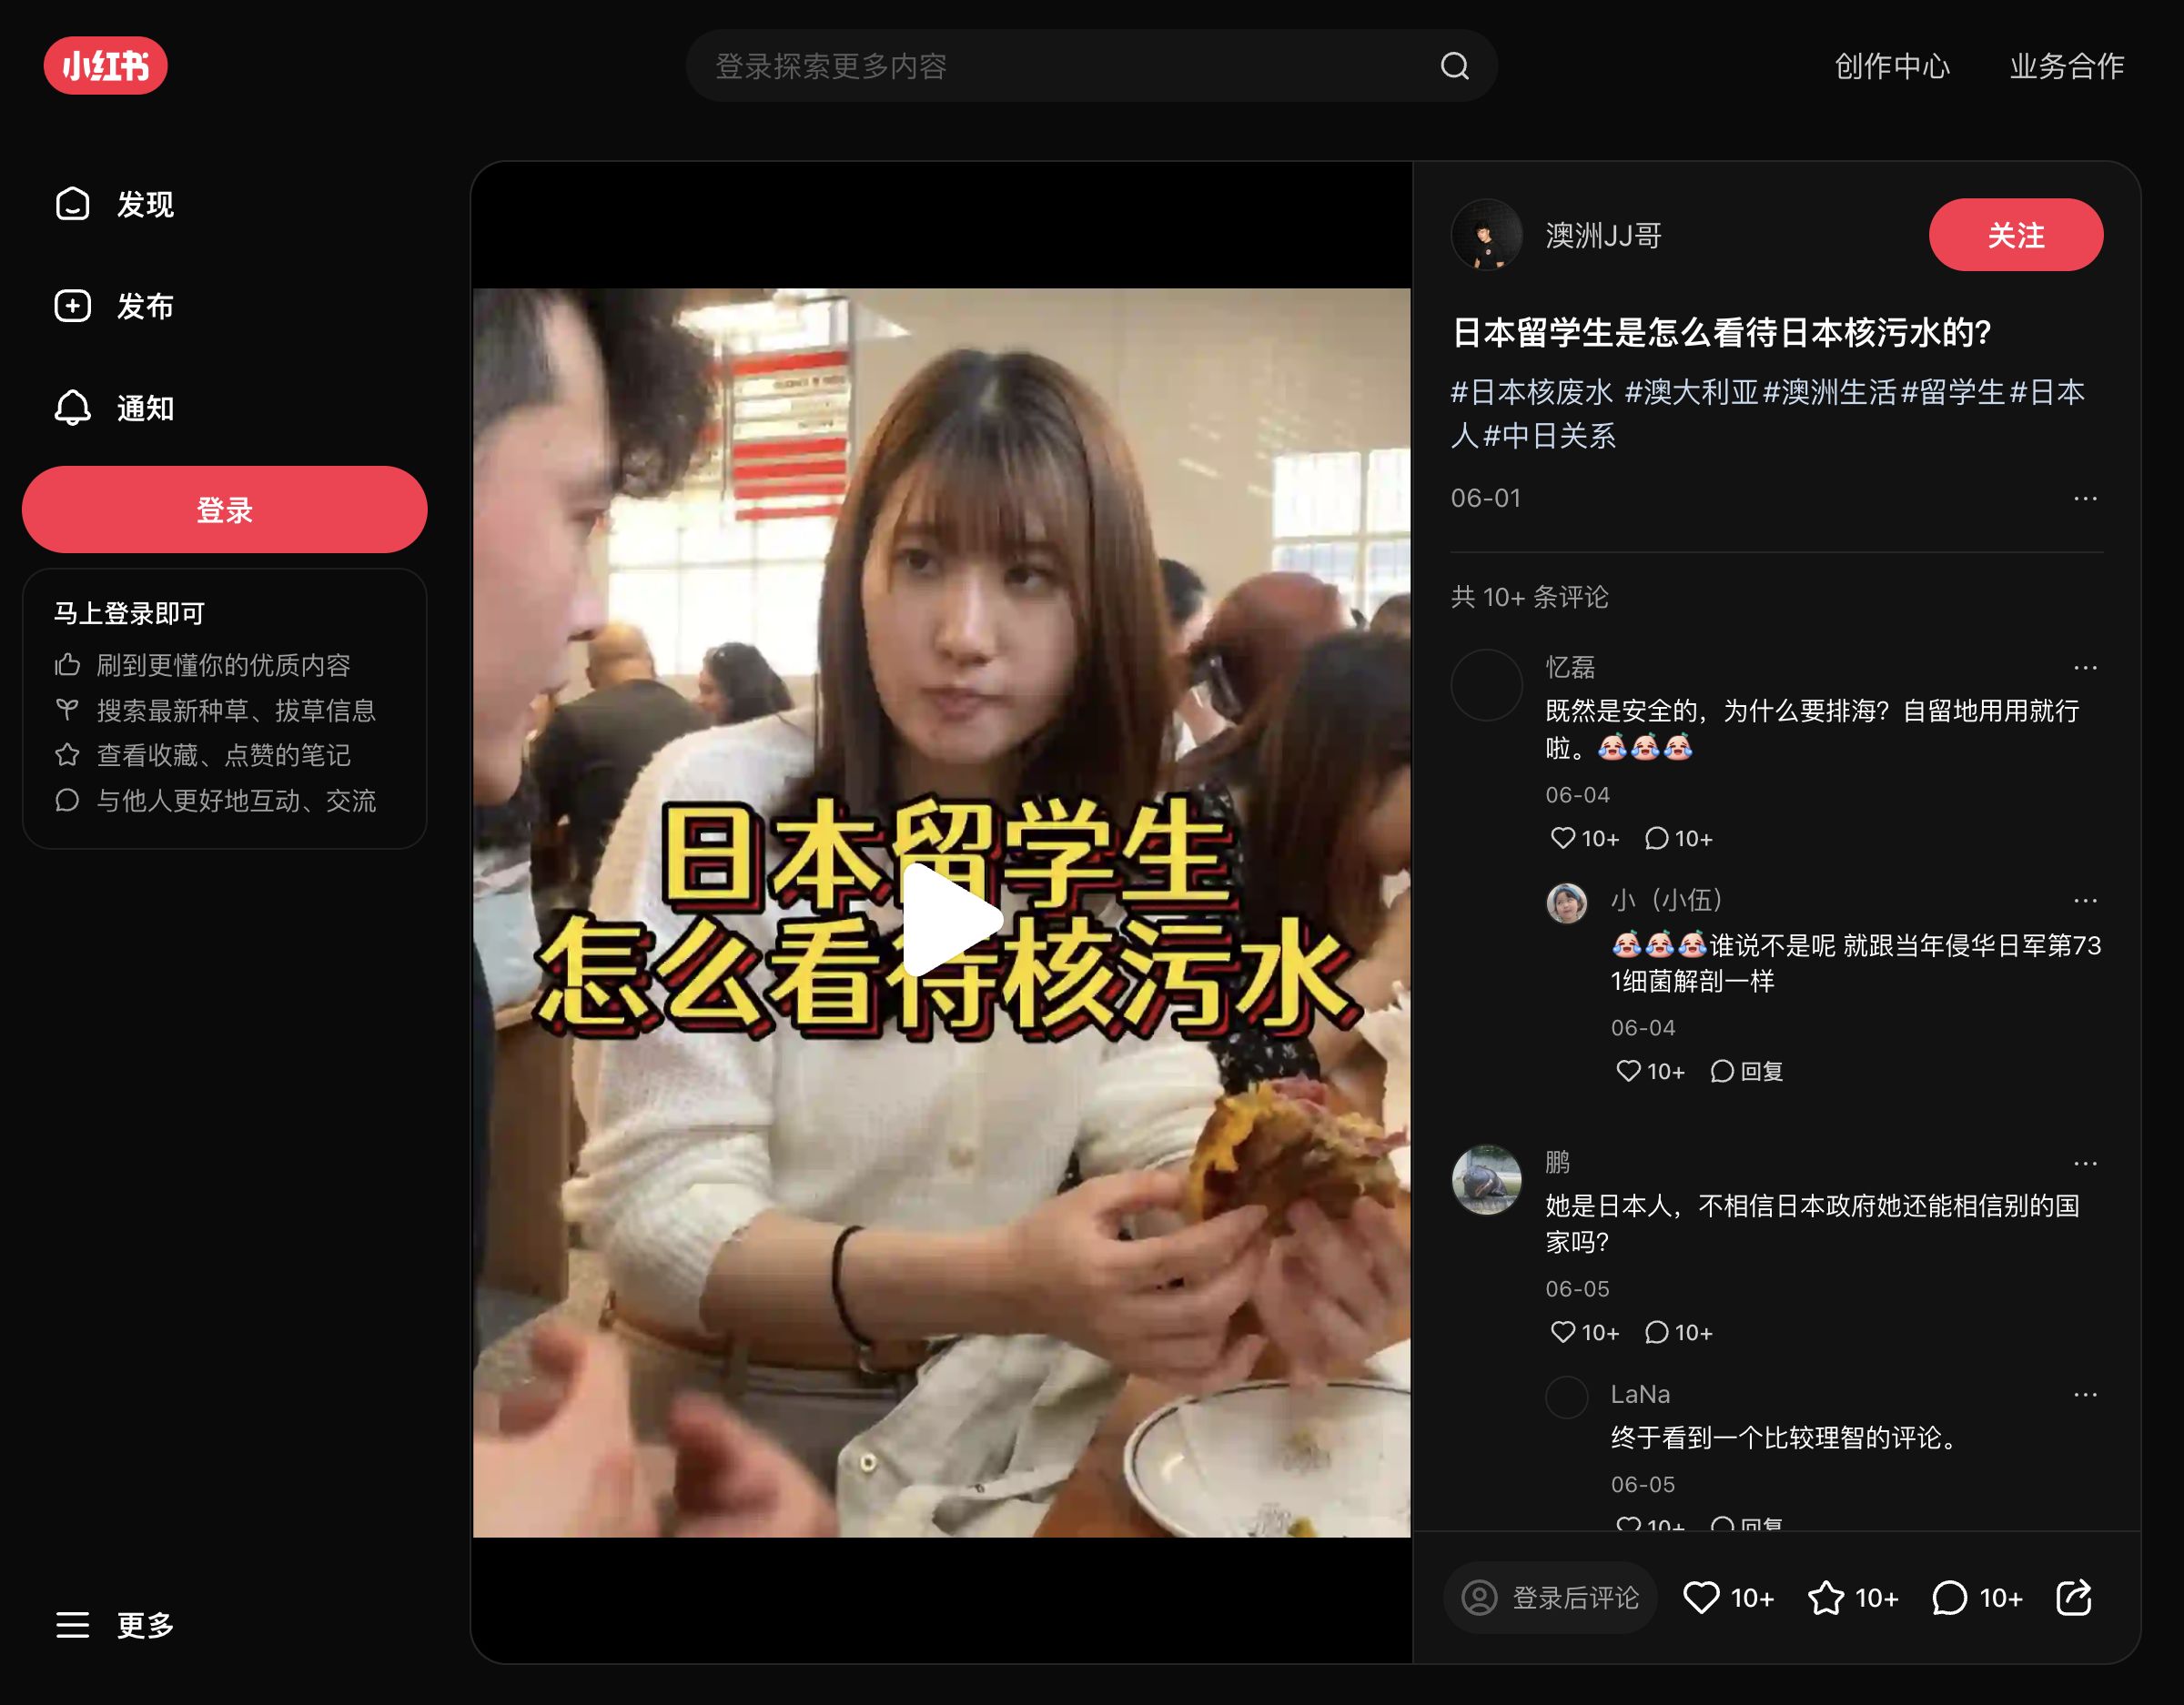 小红书
登录探索更多内容
创作中心
业务合作
发现
发布
通知
登录
马上登录即可
刷到更懂你的优质内容
搜索最新种草、拔草信息
查看收藏、点赞的笔记
与他人更好地互动、交流
更多
日本留学生
怎么看待核污水
澳洲JJ哥
关注
日本留学生是怎么看待日本核污水的?
#日本核废水 #澳大利亚#澳洲生活#留学生#日本
人#中日关系
06-01
共 10+ 条评论
忆磊
既然是安全的，为什么要排海？自留地用用就行
啦。
06-04
10+ 10+
小（小伍）
谁说不是呢 就跟当年侵华日军第73
1细菌解剖一样
06-04
10+ 回复
鹏
她是日本人，不相信日本政府她还能相信别的国
家吗?
06-05
10+ 10+
LaNa
终于看到一个比较理智的评论。
06-05
10+ 回复
登录后评论
10+ 10+ 10+